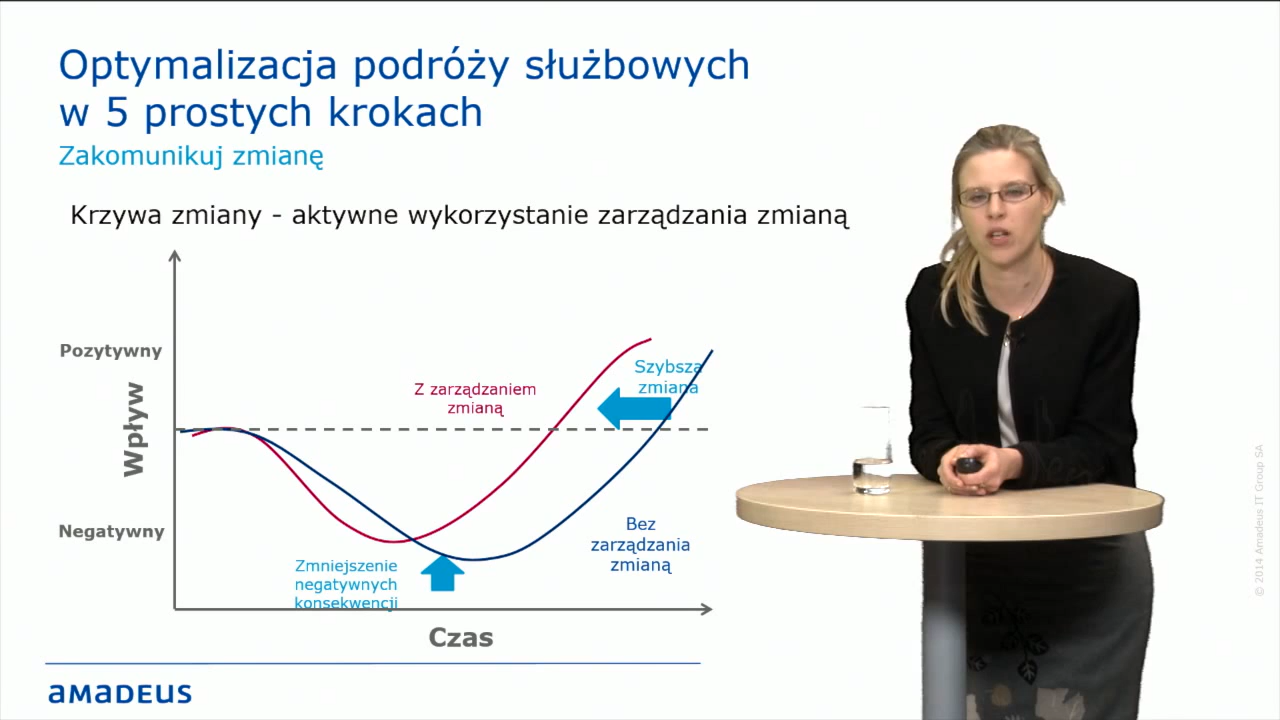 Optymalizacja podróży służbowych
w 5 prostych krokach
Zakomunikuj zmianę
Krzywa zmiany - aktywne wykorzystanie zarządzania zmianą
Pozytywny
Wpływ
Negatywny
Z zarządzaniem
zmianą
Szybsza
zmiana
Bez
zarządzania
zmianą
Zmniejszenie
negatywnych
konsekwencji
Czas
amadeus
© 2014 Amadeus IT Group SA